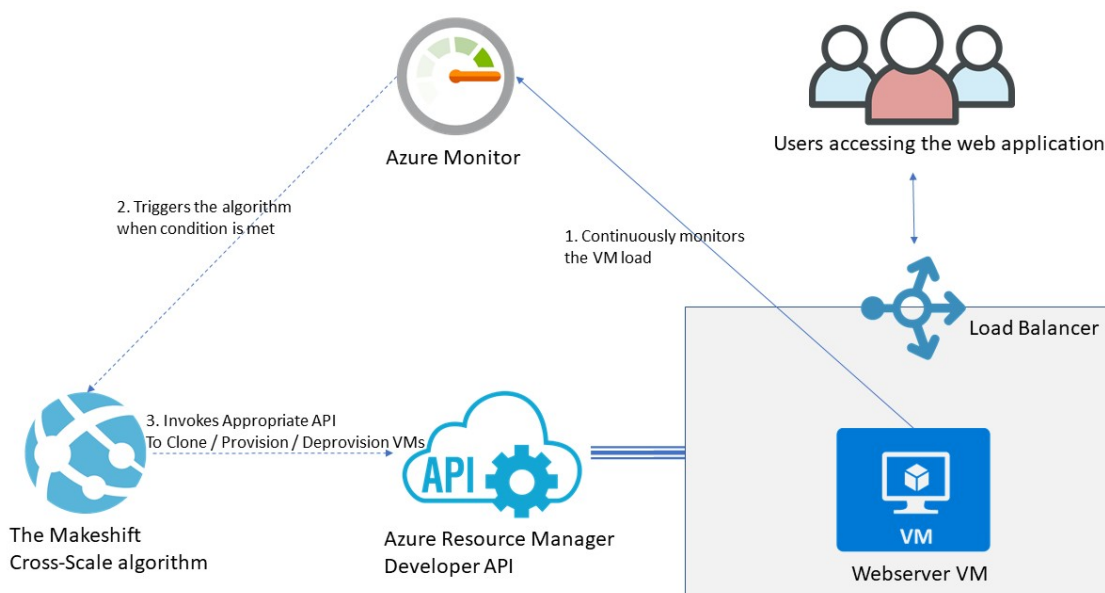 Azure Monitor
Users accessing the web application
2. Triggers the algorithm
when condition is met
1. Continuously monitors
the VM load
Load Balancer
3. Invokes Appropriate API
To Clone / Provision / Deprovision VMs
API
VM
The Makeshift
Cross-Scale algorithm
Azure Resource Manager
Developer API
Webserver VM